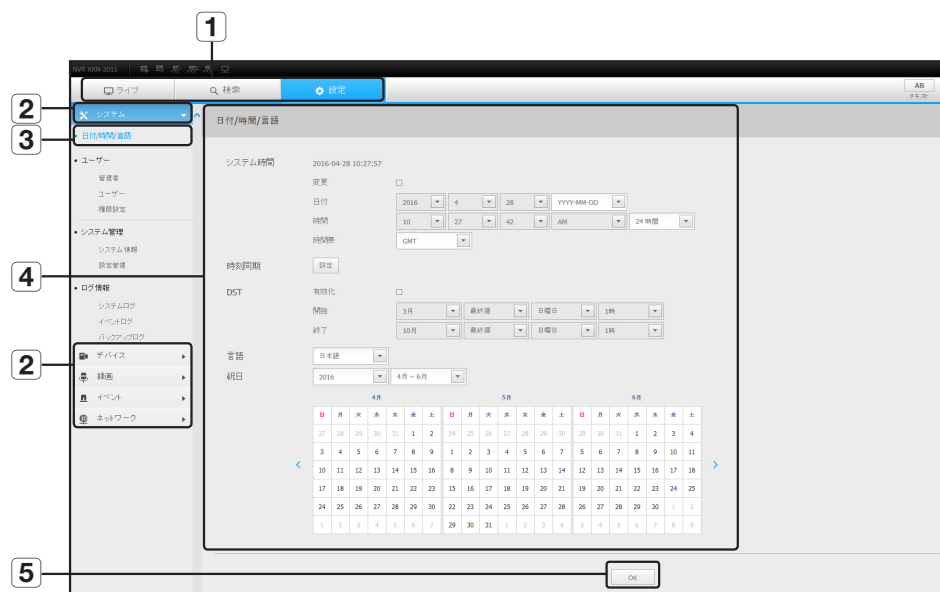 1
NVR XRN-2011
ライブ
検索
設定
AB
テキスト
2
システム
3
日付/時間/言語
ユーザー
管理者
ユーザー
権限設定
システム管理
システム情報
設定管理
ログ情報
システムログ
イベントログ
バックアップログ
2
デバイス
録画
イベント
ネットワーク
4
日付/時間/言語
システム時間 2016-04-28 10:27:57
変更
日付 2016 4 28 YYYY-MM-DD
時間 10 27 42 AM 24 時間
時間帯 GMT
時刻同期 設定
DST 有効化
開始 3月 最終週 日曜日 1時
終了 10月 最終週 日曜日 1時
言語 日本語
祝日 2016 4月 ~ 6月
4月 5月 6月
日 月 火 水 木 金 土 日 月 火 水 木 金 土 日 月 火 水 木 金 土
27 28 29 30 31 1 2 24 25 26 27 28 29 30 29 30 31 1 2 3 4
3 4 5 6 7 8 9 1 2 3 4 5 6 7 5 6 7 8 9 10 11
10 11 12 13 14 15 16 8 9 10 11 12 13 14 12 13 14 15 16 17 18
17 18 19 20 21 22 23 15 16 17 18 19 20 21 19 20 21 22 23 24 25
24 25 26 27 28 29 30 22 23 24 25 26 27 28 26 27 28 29 30 1 2
1 2 3 4 5 6 7 29 30 31 1 2 3 4 3 4 5 6 7 8 9
5
OK